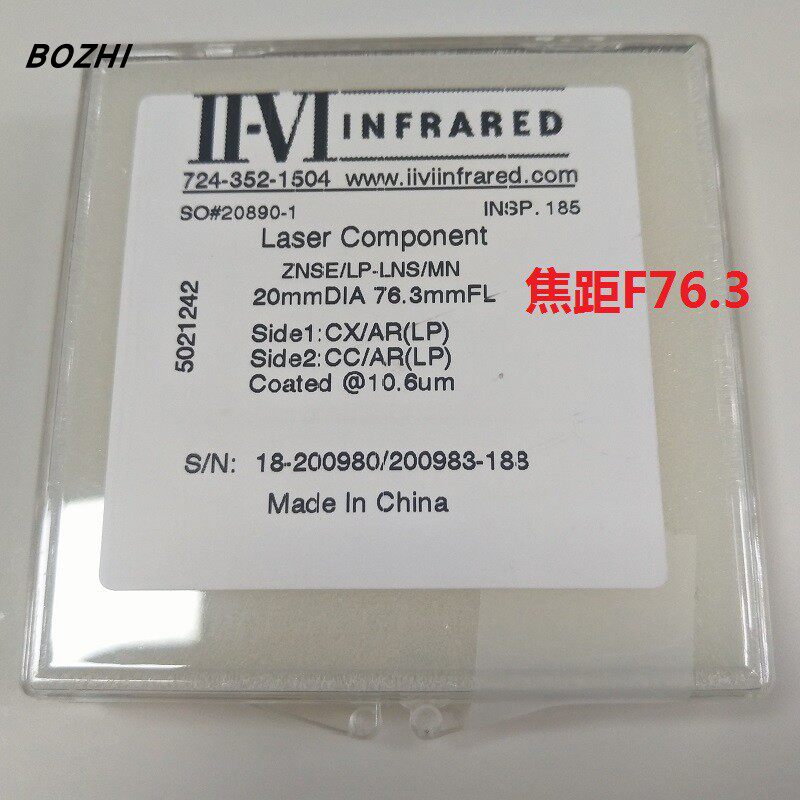 BOZHI
II-VI INFRARED
724-352-1504 www.iiviinfrared.com
SO#20890-1 INSP. 185
Laser Component
ZNSE/LP-LNS/MN
20mmDIA 76.3mmFL
焦距F76.3
5021242
Side1:CX/AR(LP)
Side2:CC/AR(LP)
Coated @10.6um
S/N: 18-200980/200983-188
Made In China